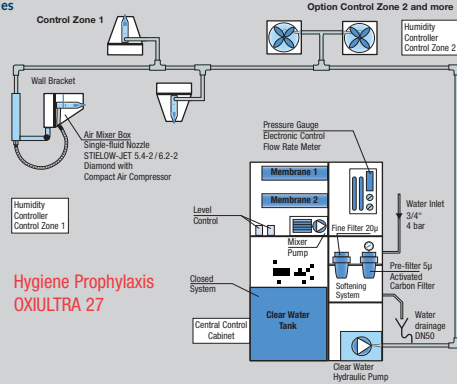 es
Control Zone 1
Option Control Zone 2 and more
Humidity
Controller
Control Zone 2
Wall Bracket
Air Mixer Box
Single-fluid Nozzle
STIELOW-JET 5.4-2 / 6.2-2
Diamond with
Compact Air Compressor
Pressure Gauge
Electronic Control
Flow Rate Meter
Membrane 1
Membrane 2
Humidity
Controller
Control Zone 1
Level
Control
Water Inlet
3/4"
4 bar
Mixer
Pump
Fine Filter 20µ
Hygiene Prophylaxis
OXIULTRA 27
Closed
System
Softening
System
Pre-filter 5µ
Activated
Carbon Filter
Clear Water
Tank
Central Control
Cabinet
Water
drainage
DN50
Clear Water
Hydraulic Pump